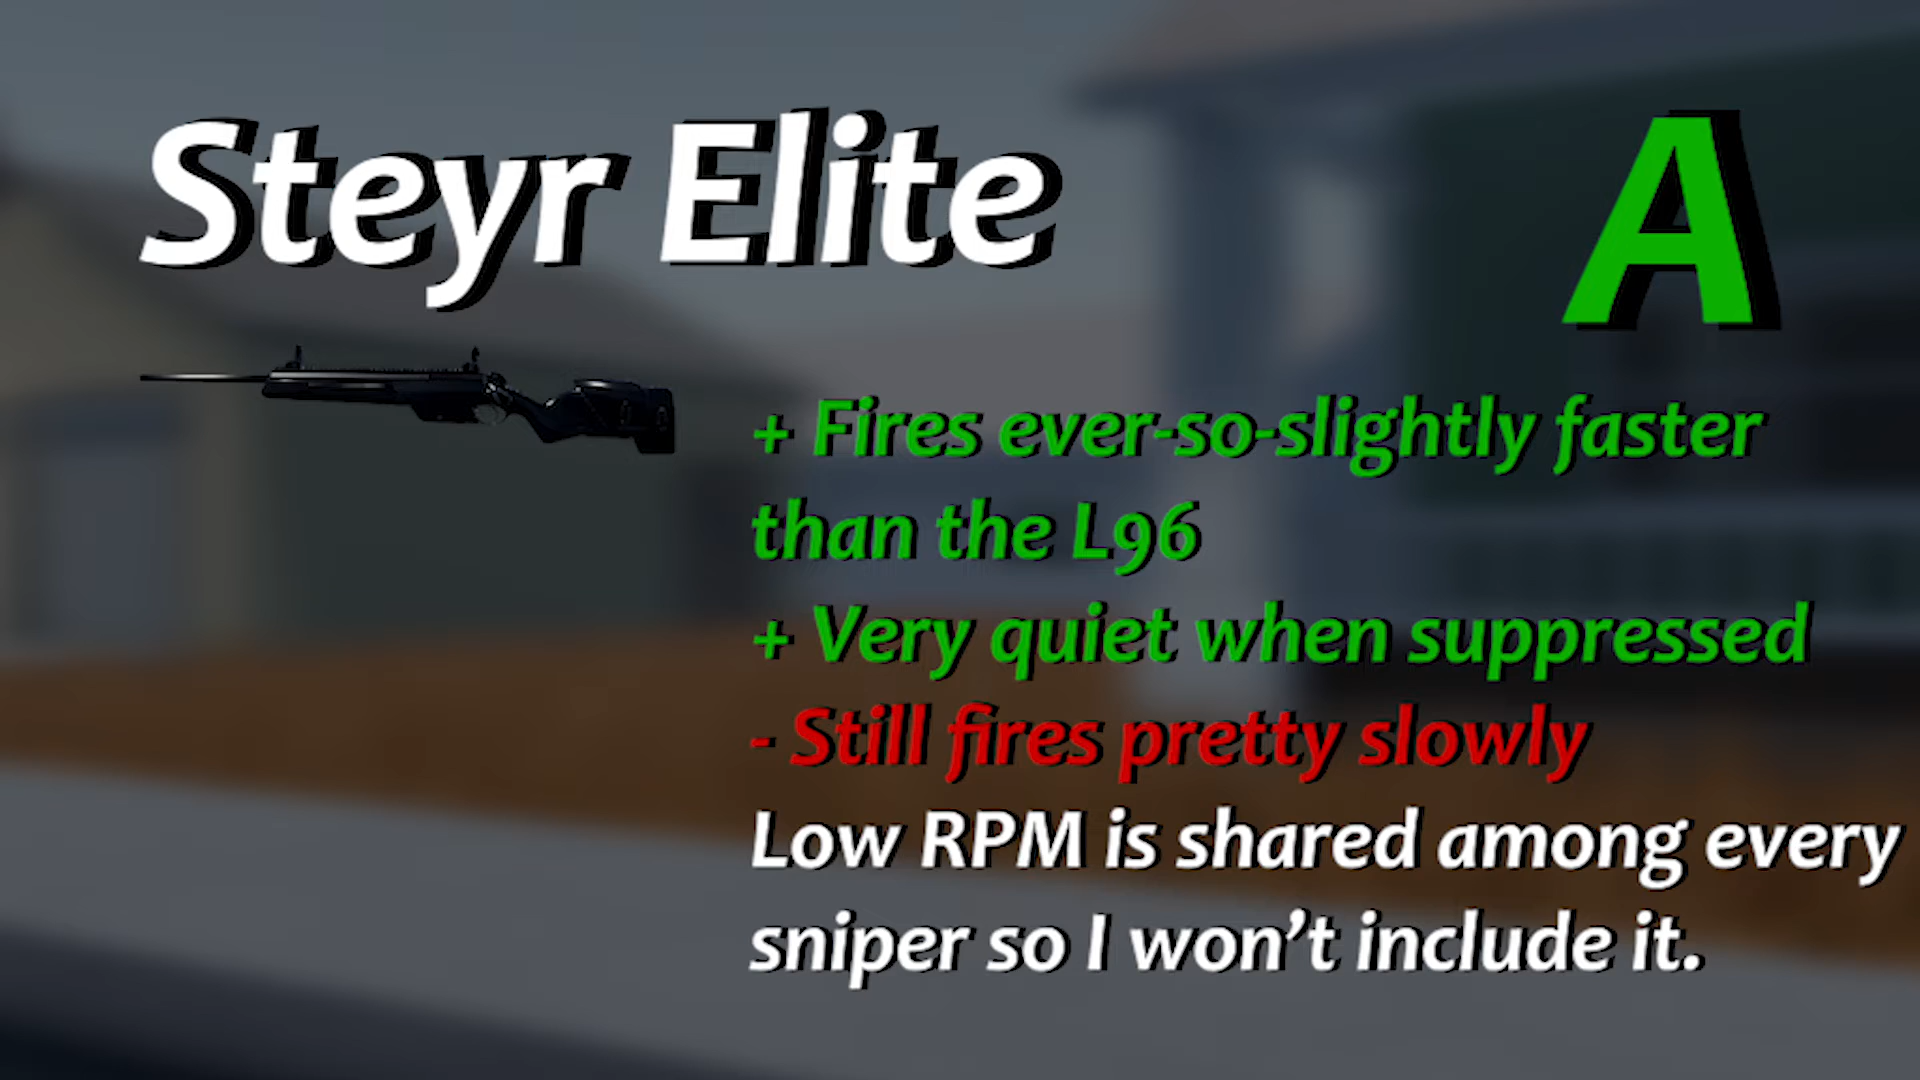 Steyr Elite
A
+ Fires ever-so-slightly faster
than the L96
+ Very quiet when suppressed
- Still fires pretty slowly
Low RPM is shared among every
sniper so I won’t include it.